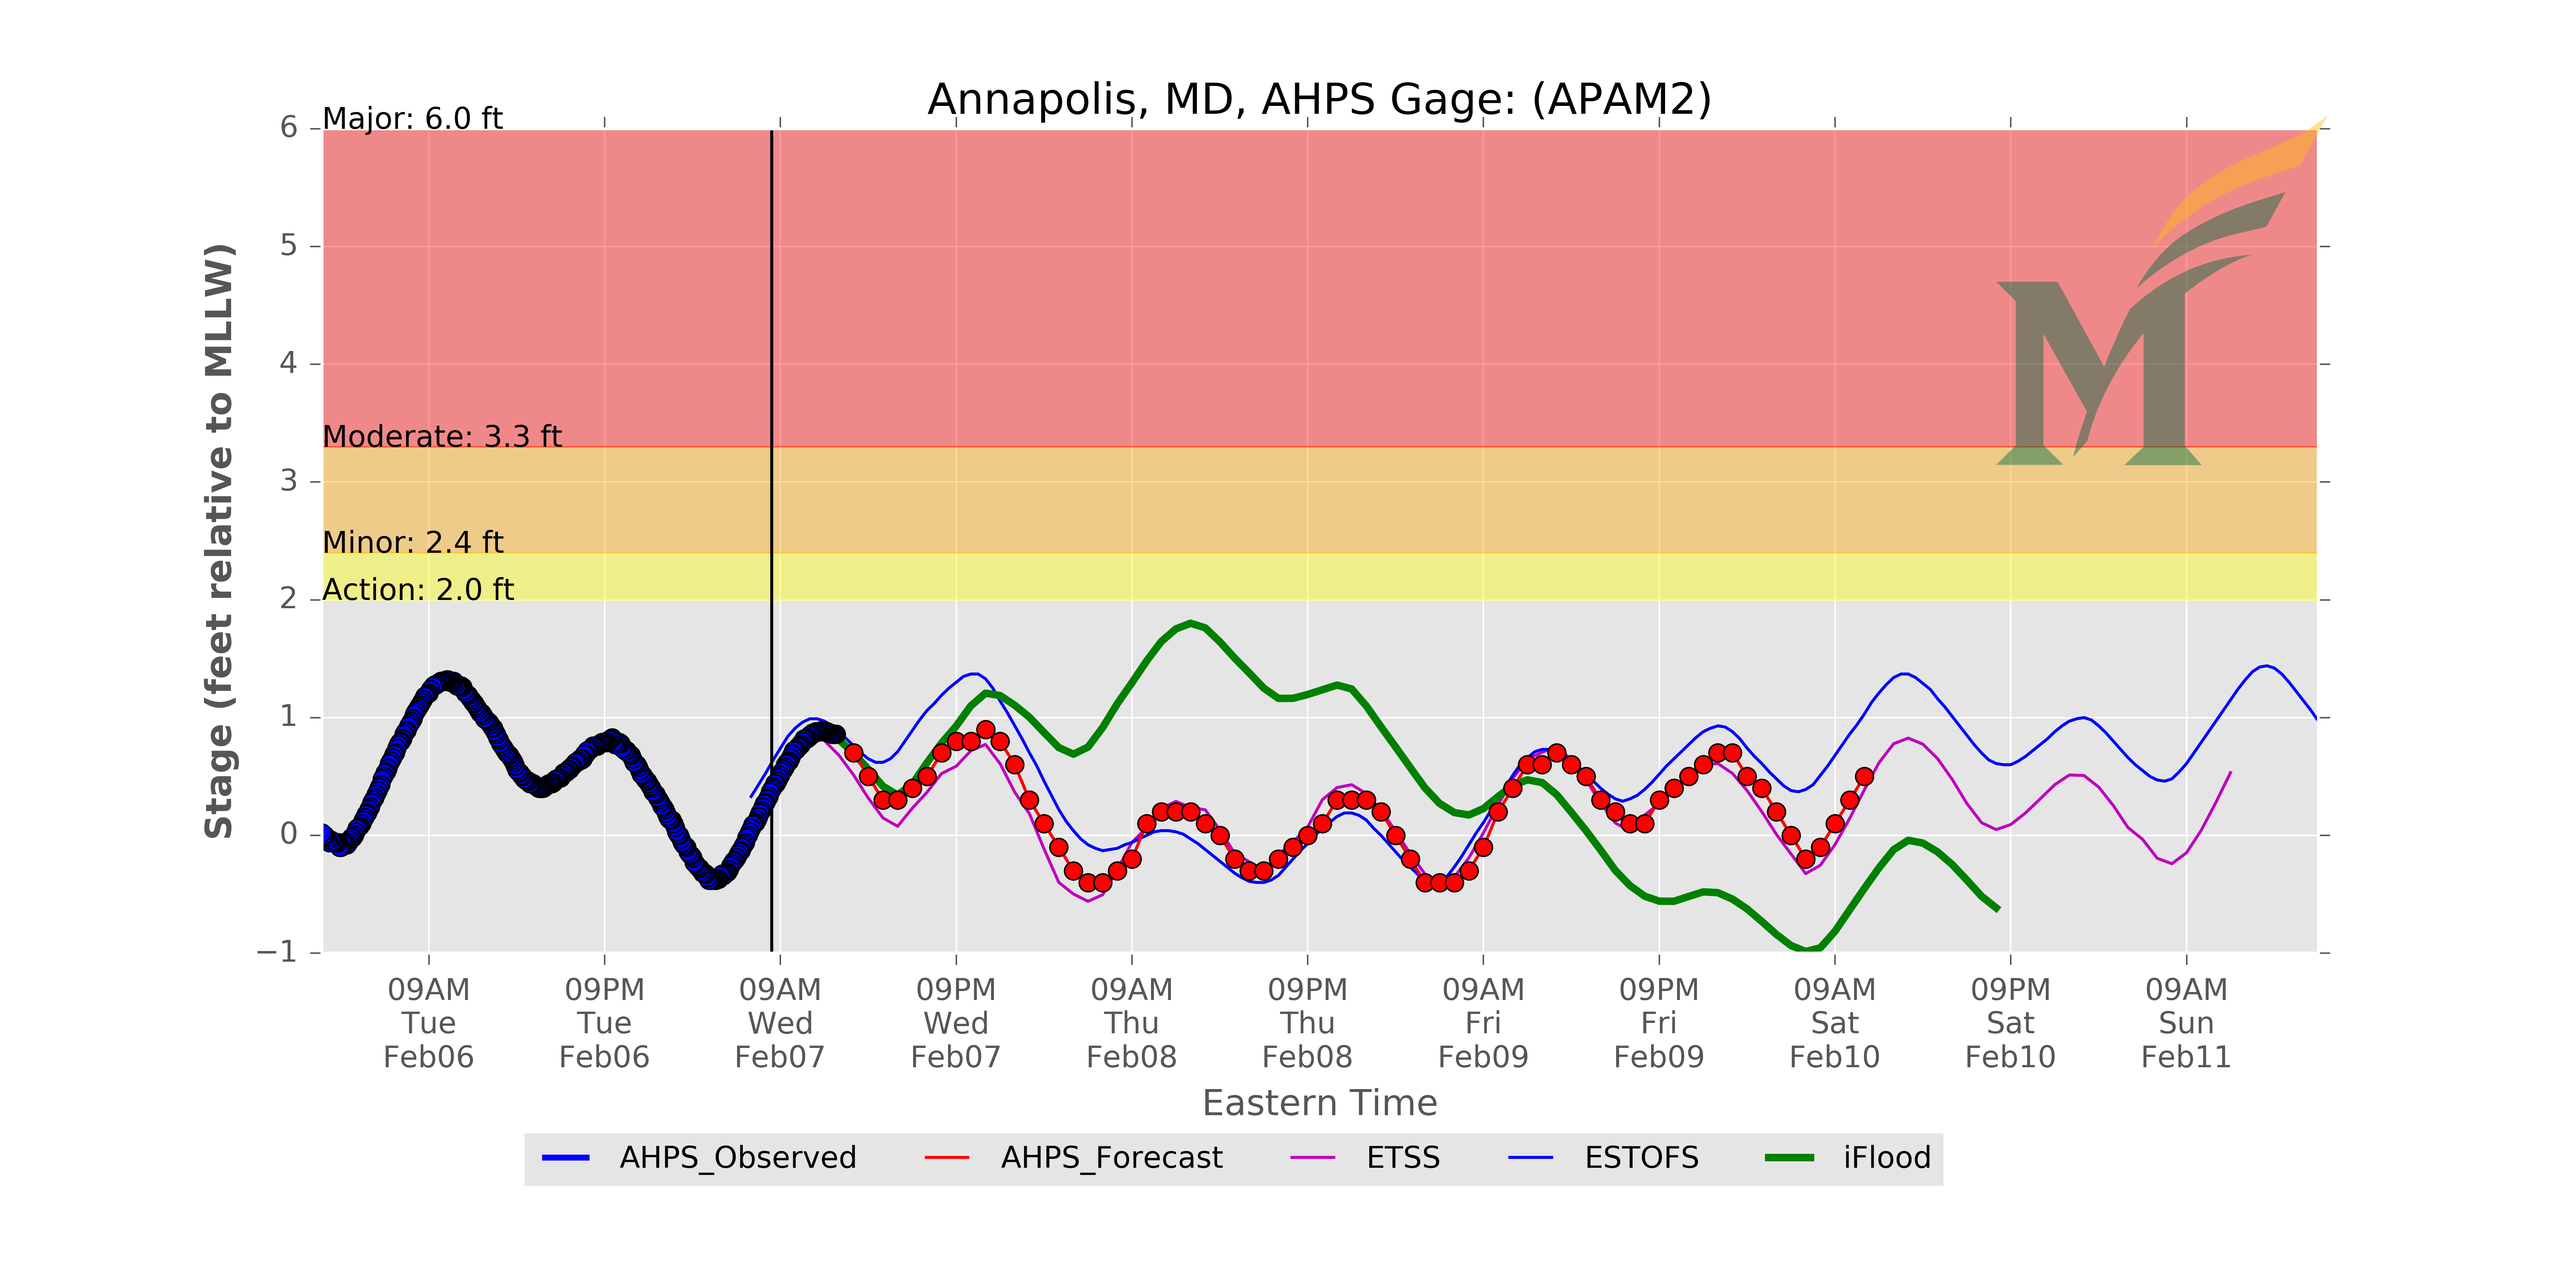 Annapolis, MD, AHPS Gage: (APAM2)
Major: 6.0 ft
Moderate: 3.3 ft
Minor: 2.4 ft
Action: 2.0 ft
6
5
4
3
2
1
0
−1
Stage (feet relative to MLLW)
09AM 09PM 09AM 09PM 09AM 09PM 09AM 09PM 09AM 09PM 09AM
Tue Tue Wed Wed Thu Thu Fri Fri Sat Sat Sun
Feb06 Feb06 Feb07 Feb07 Feb08 Feb08 Feb09 Feb09 Feb10 Feb10 Feb11
Eastern Time
AHPS_Observed AHPS_Forecast ETSS ESTOFS iFlood
M